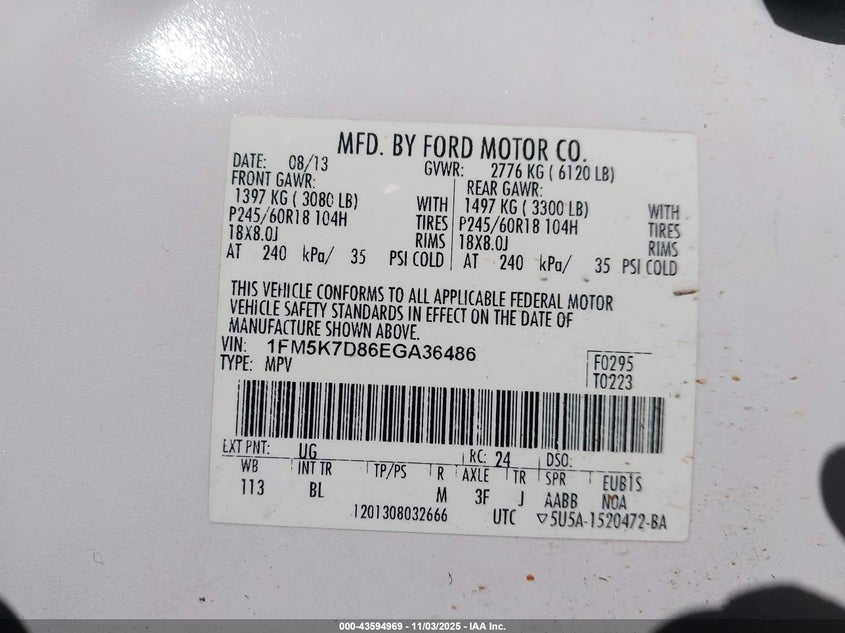 MFD. BY FORD MOTOR CO.
DATE: 08/13 GVWR: 2776 KG ( 6120 LB)
FRONT GAWR: REAR GAWR:
1397 KG ( 3080 LB) WITH 1497 KG ( 3300 LB) WITH
P245/60R18 104H TIRES P245/60R18 104H TIRES
18X8.0J RIMS 18X8.0J RIMS
AT 240 kPa/ 35 PSI COLD AT 240 kPa/ 35 PSI COLD
THIS VEHICLE CONFORMS TO ALL APPLICABLE FEDERAL MOTOR
VEHICLE SAFETY STANDARDS IN EFFECT ON THE DATE OF
MANUFACTURE SHOWN ABOVE.
VIN: 1FM5K7D86EGA36486
TYPE: MPV F0295
T0223
EXT PNT: UG RC: 24 DSO:
WB INT TR TP/PS R AXLE TR SPR EUB1S
113 BL M 3F J AABB NOA
1201308032666 UTC ▽5U5A-1520472-BA
000-43594969 - 11/03/2025 - IAA Inc.